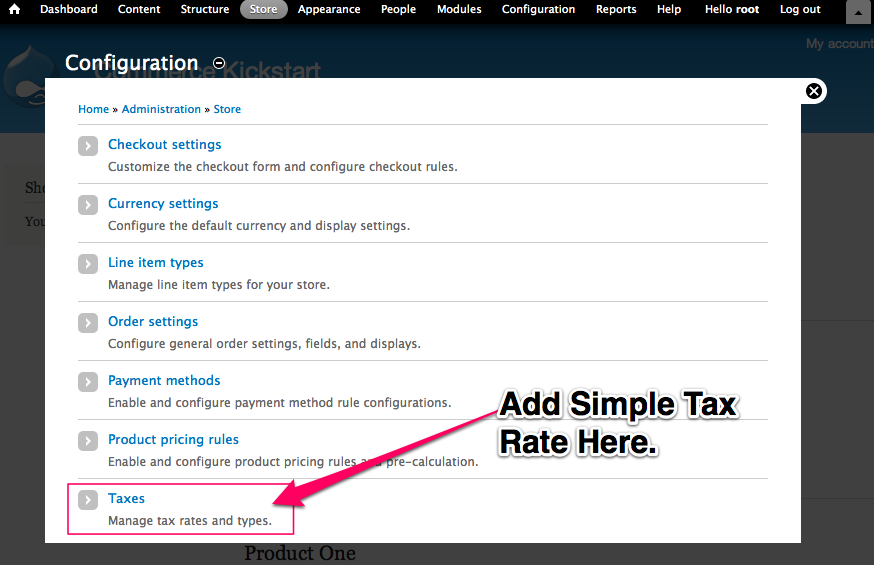 Dashboard Content Structure Store Appearance People Modules Configuration Reports Help Hello root Log out
My account
Commerce Kickstart
Configuration
Home » Administration » Store
Checkout settings
Customize the checkout form and configure checkout rules.
Currency settings
Configure the default currency and display settings.
Line item types
Manage line item types for your store.
Order settings
Configure general order settings, fields, and displays.
Payment methods
Enable and configure payment method rule configurations.
Add Simple Tax
Rate Here.
Product pricing rules
Enable and configure product pricing rules and pre-calculation.
Taxes
Manage tax rates and types.
Product One